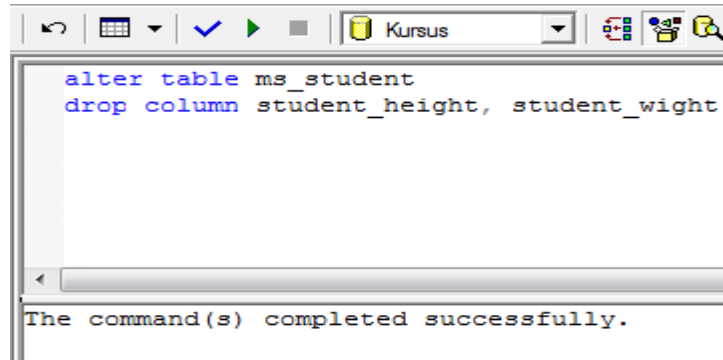 Kursus
alter table ms_student
drop column student_height, student_wight
The command(s) completed successfully.